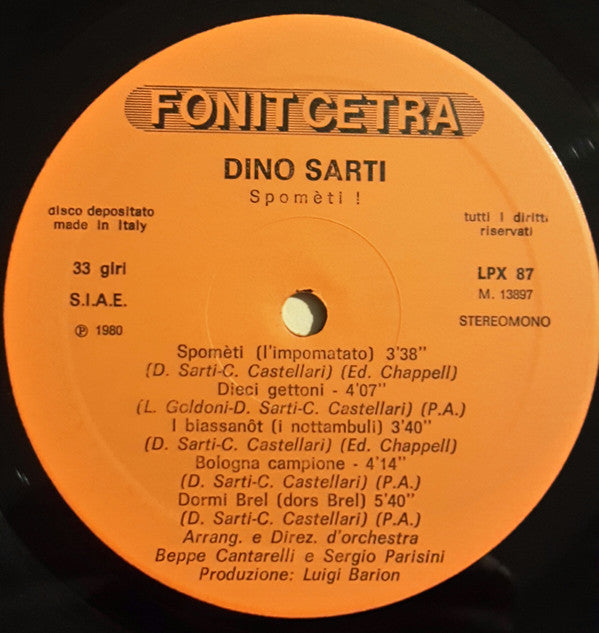 FONIT CETRA
DINO SARTI
Spomèti !
disco depositato
made in Italy
tutti i diritti
riservati
33 giri
S.I.A.E.
℗ 1980
LPX 87
M. 13897
STEREOMONO
Spomèti (l'impomatato) 3'38"
(D. Sarti-C. Castellari) (Ed. Chappell)
Dieci gettoni - 4'07"
(L. Goldoni-D. Sarti-C. Castellari) (P.A.)
I biassanôt (i nottambuli) 3'40"
(D. Sarti-C. Castellari) (Ed. Chappell)
Bologna campione - 4'14"
(D. Sarti-C. Castellari) (P.A.)
Dormi Brel (dors Brel) 5'40"
(D. Sarti-C. Castellari) (P.A.)
Arrang. e Direz. d'orchestra
Beppe Cantarelli e Sergio Parisini
Produzione: Luigi Barion